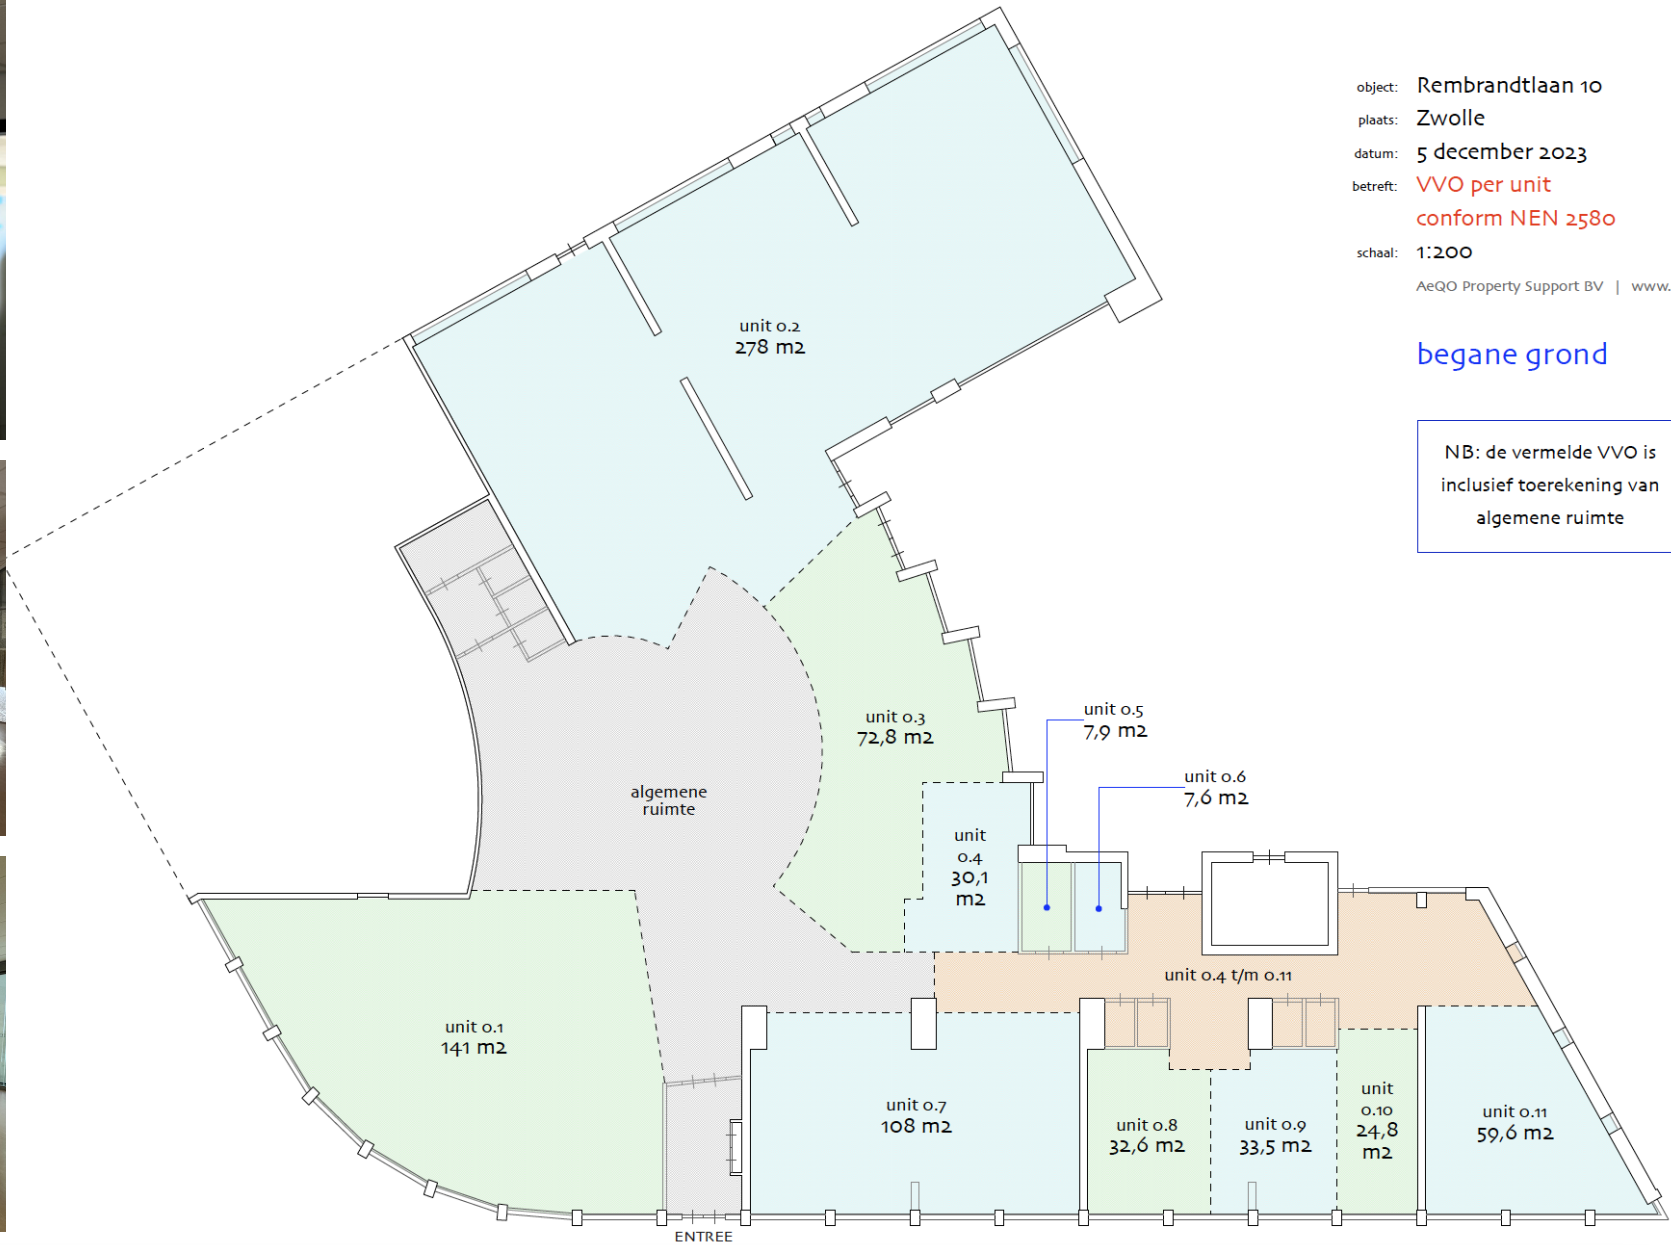 object: Rembrandtlaan 10
plaats: Zwolle
datum: 5 december 2023
betreft: VVO per unit
conform NEN 2580
schaal: 1:200
AeQO Property Support BV | www.
begane grond
NB: de vermelde VVO is
inclusief toerekening van
algemene ruimte
unit 0.2
278 m2
unit 0.3
72,8 m2
unit 0.5
7,9 m2
unit 0.6
7,6 m2
algemene
ruimte
unit
0.4
30,1
m2
unit 0.4 t/m 0.11
unit 0.1
141 m2
unit 0.7
108 m2
unit 0.8
32,6 m2
unit 0.9
33,5 m2
unit
0.10
24,8
m2
unit 0.11
59,6 m2
ENTREE